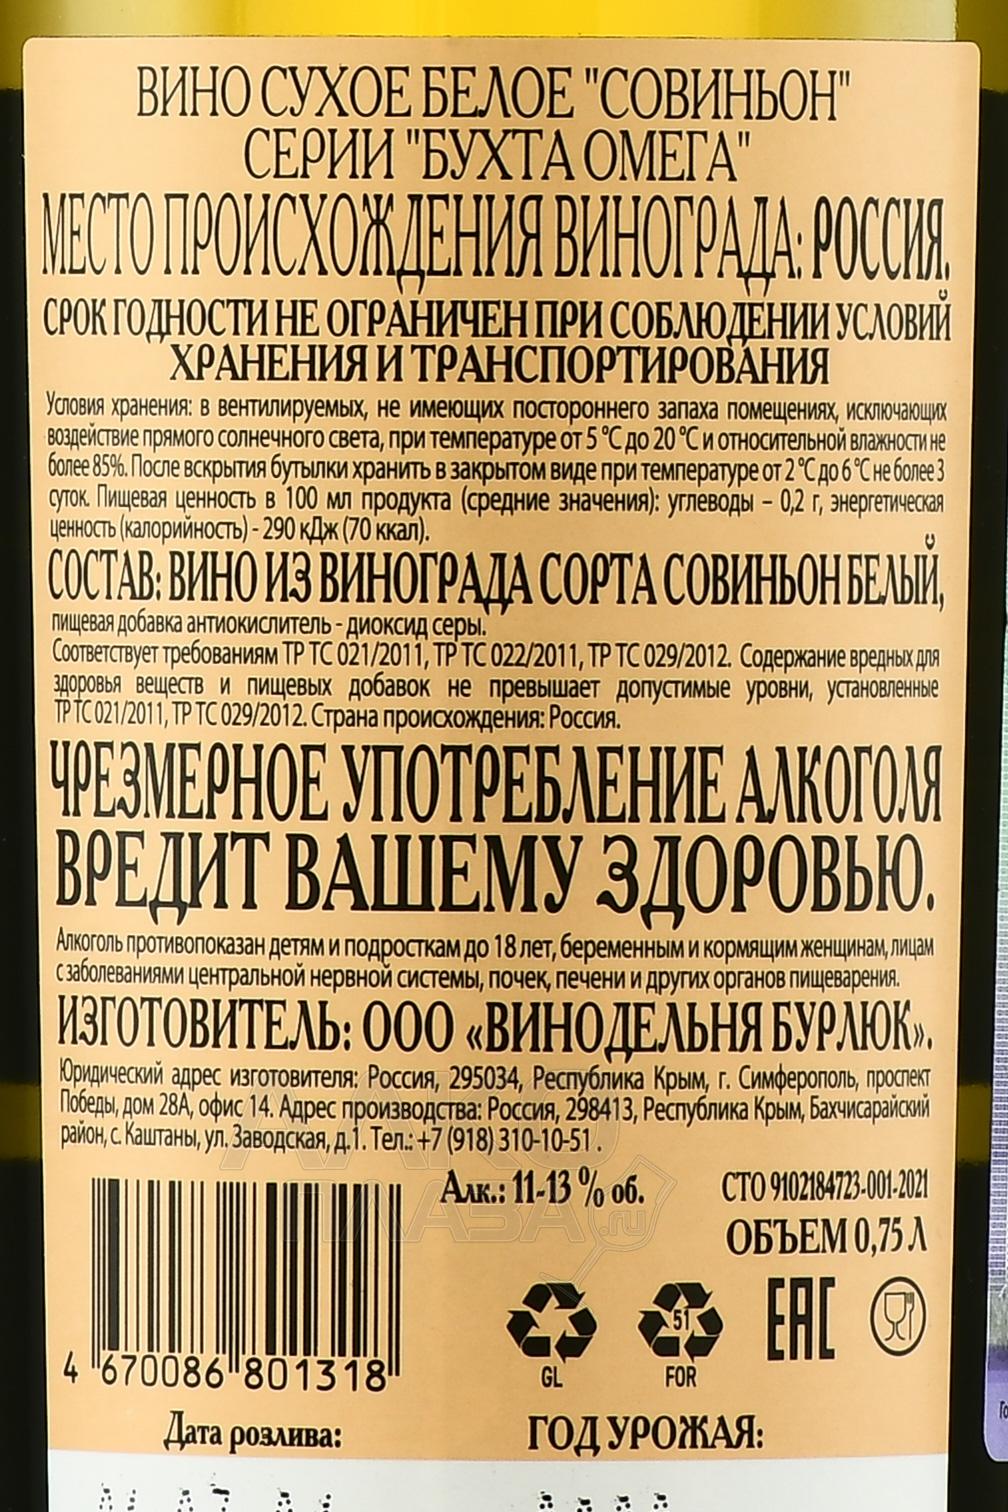 ВИНО СУХОЕ БЕЛОЕ "СОВИНЬОН"
СЕРИИ "БУХТА ОМЕГА"
МЕСТО ПРОИСХОЖДЕНИЯ ВИНОГРАДА: РОССИЯ.
СРОК ГОДНОСТИ НЕ ОГРАНИЧЕН ПРИ СОБЛЮДЕНИИ УСЛОВИЙ
ХРАНЕНИЯ И ТРАНСПОРТИРОВАНИЯ
Условия хранения: в вентилируемых, не имеющих постороннего запаха помещениях, исключающих
воздействие прямого солнечного света, при температуре от 5 °С до 20 °С и относительной влажности не
более 85%. После вскрытия бутылки хранить в закрытом виде при температуре от 2 °С до 6 °С не более 3
суток. Пищевая ценность в 100 мл продукта (средние значения): углеводы – 0,2 г, энергетическая
ценность (калорийность) - 290 кДж (70 ккал).
СОСТАВ: ВИНО ИЗ ВИНОГРАДА СОРТА СОВИНЬОН БЕЛЫЙ,
пищевая добавка антиокислитель - диоксид серы.
Соответствует требованиям ТР ТС 021/2011, ТР ТС 022/2011, ТР ТС 029/2012. Содержание вредных для
здоровья веществ и пищевых добавок не превышает допустимые уровни, установленные
ТР ТС 021/2011, ТР ТС 029/2012. Страна происхождения: Россия.
ЧРЕЗМЕРНОЕ УПОТРЕБЛЕНИЕ АЛКОГОЛЯ
ВРЕДИТ ВАШЕМУ ЗДОРОВЬЮ.
Алкоголь противопоказан детям и подросткам до 18 лет, беременным и кормящим женщинам, лицам
с заболеваниями центральной нервной системы, почек, печени и других органов пищеварения.
ИЗГОТОВИТЕЛЬ: ООО «ВИНОДЕЛЬНЯ БУРЛЮК».
Юридический адрес изготовителя: Россия, 295034, Республика Крым, г. Симферополь, проспект
Победы, дом 28А, офис 14. Адрес производства: Россия, 298413, Республика Крым, Бахчисарайский
район, с. Каштаны, ул. Заводская, д.1. Тел.: +7 (918) 310-10-51.
АЛКО
ПЛАЗА.ru
Алк.: 11-13 % об.
СТО 9102184723-001-2021
ОБЪЕМ 0,75 Л
51
EAC
GL
FOR
4 670086 801318
Дата розлива:
ГОД УРОЖАЯ: